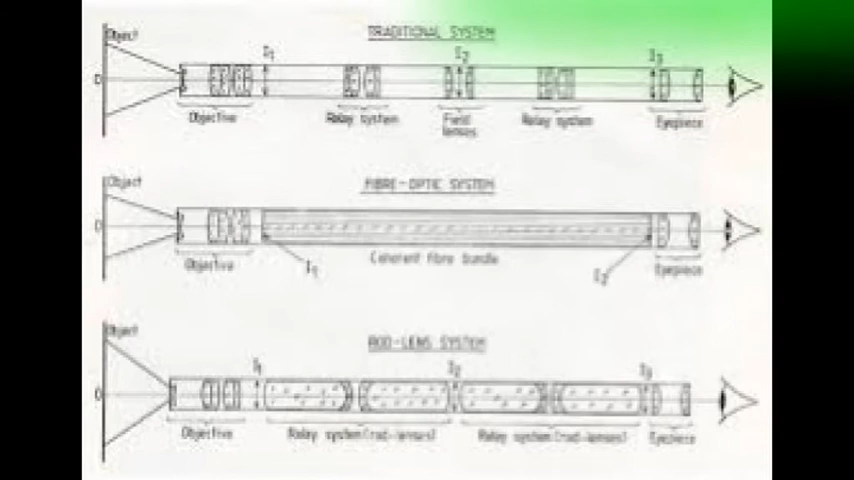 TRADITIONAL SYSTEM
Object
I₁
I₂
I₃
O
Objective
Relay system
Field lenses
Relay system
Eyepiece
FIBRE-OPTIC SYSTEM
Object
O
Objective
I₁
Coherent fibre bundle
I₂
Eyepiece
ROD-LENS SYSTEM
Object
I₁
I₂
I₃
O
Objective
Relay system (rod-lenses)
Relay system (rod-lenses)
Eyepiece